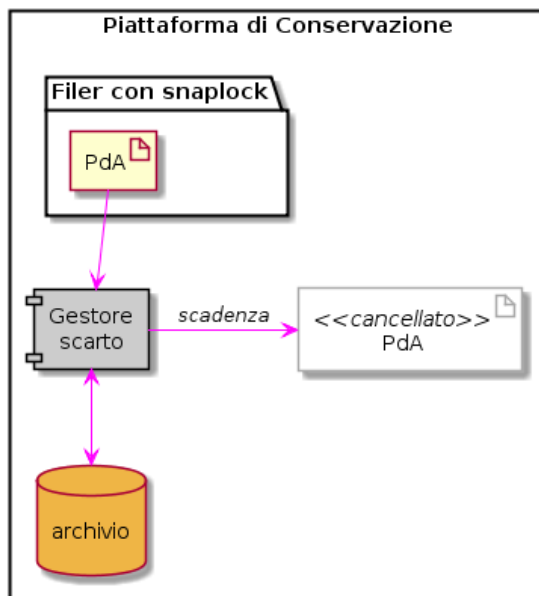 Piattaforma di Conservazione
Filer con snaplock
PdA
Gestore
scarto
scadenza
<<cancellato>>
PdA
archivio